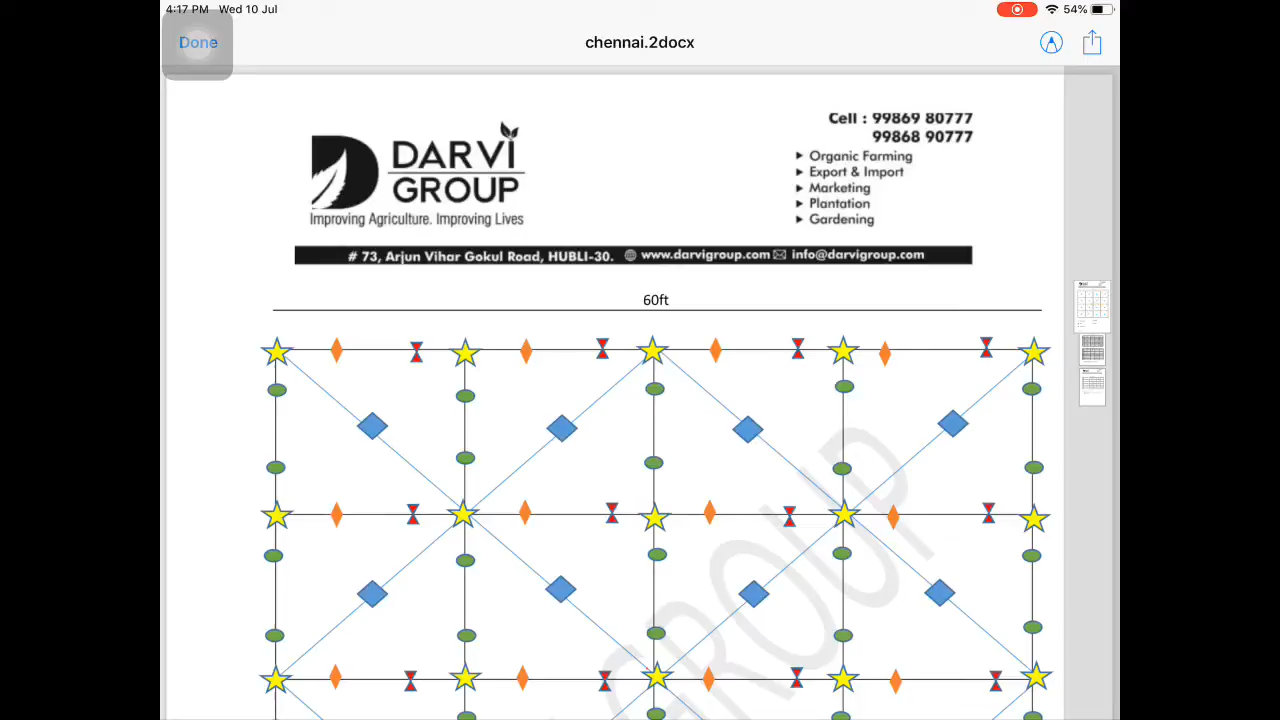 4:17 PM Wed 10 Jul
54%
Done
chennai.2docx
DARVI
GROUP
Improving Agriculture. Improving Lives
Cell : 99869 80777
99868 90777
Organic Farming
Export & Import
Marketing
Plantation
Gardening
# 73, Arjun Vihar Gokul Road, HUBLI-30. www.darvigroup.com info@darvigroup.com
60ft
GROUP